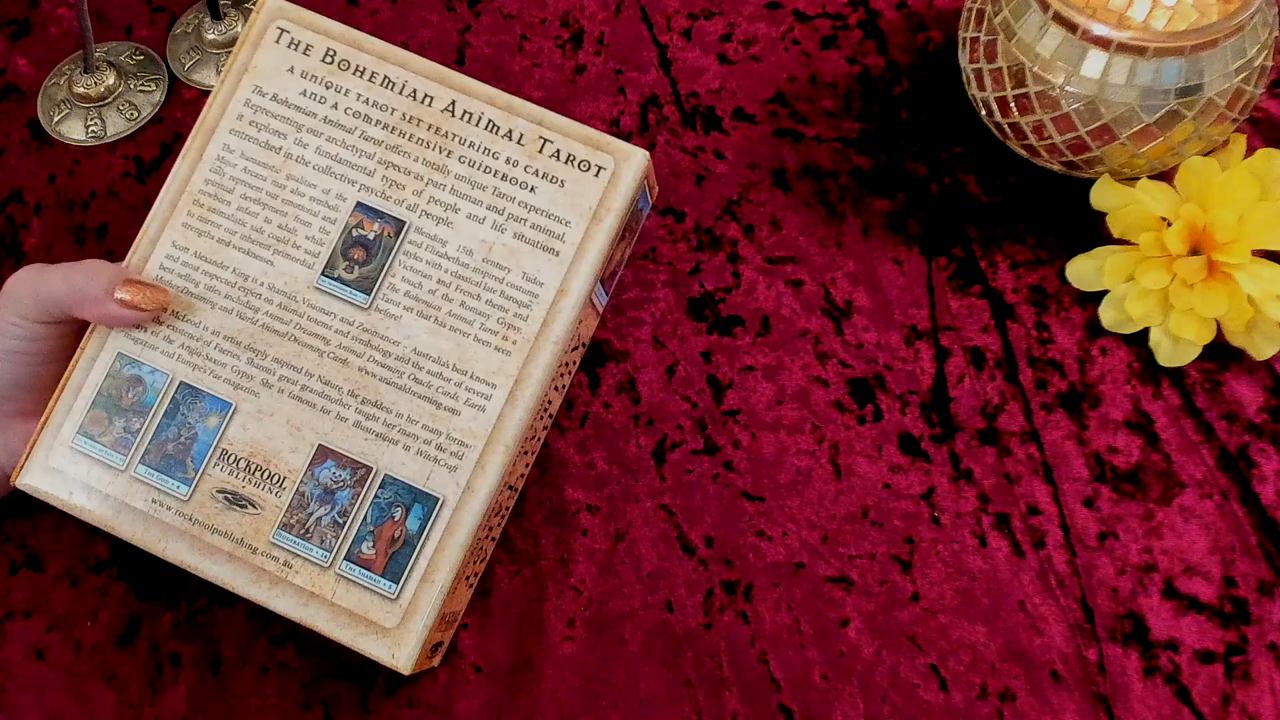 THE BOHEMIAN ANIMAL TAROT
A UNIQUE TAROT SET FEATURING 80 CARDS
AND A COMPREHENSIVE GUIDEBOOK
The Bohemian Animal Tarot offers a totally unique Tarot experience.
Representing our archetypal aspects as part human and part animal,
it explores the fundamental types of people and life situations
entrenched in the collective psyche of all people.
The humanistic qualities of the
Major Arcana may also symboli-
cally represent our emotional and
spiritual development from the
newborn infant to adult, while
the animalistic side could be said
to mirror our inherent primordial
strengths and weaknesses.
Blending 15th century Tudor
and Elizabethan-inspired costume
styles with a classical late Baroque,
Victorian and French theme and
a touch of the Romany Gypsy,
The Bohemian Animal Tarot is a
Tarot set that has never been seen
before!
Scott Alexander King is a Shaman, Visionary and Zoomancer - Australia's best known
and most respected expert on Animal totems and symbology and the author of several
best-selling titles including Animal Dreaming, Animal Dreaming Oracle Cards, Earth
Mother Dreaming and World Animal Dreaming Cards. www.animaldreaming.com
McLeod is an artist deeply inspired by Nature, the goddess in her many forms
existence of Faeries, Sharon's great grandmother taught her many of the old
ways of the Anglo-Saxon Gypsy. She is famous for her illustrations in WitchCraft
magazine and Europe's Fae magazine.
THE GOD • 4
MODERATION • 14
THE SHAMAN • 5
ROCKPOOL
PUBLISHING
www.rockpoolpublishing.com.au